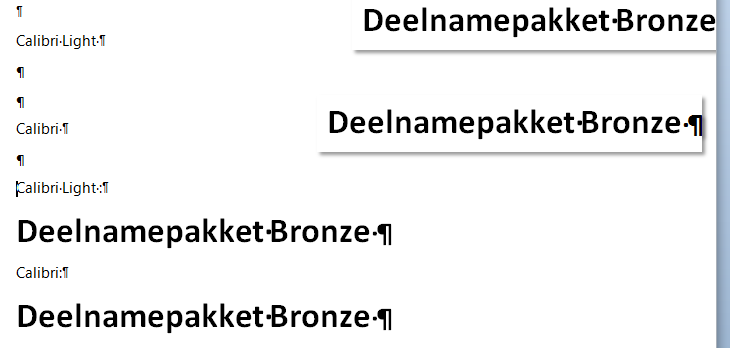 ¶
Deelnamepakket·Bronze
Calibri·Light·¶
¶
¶
Deelnamepakket·Bronze·¶
Calibri·¶
¶
Calibri·Light·:¶
Deelnamepakket·Bronze·¶
Calibri:¶
Deelnamepakket·Bronze·¶